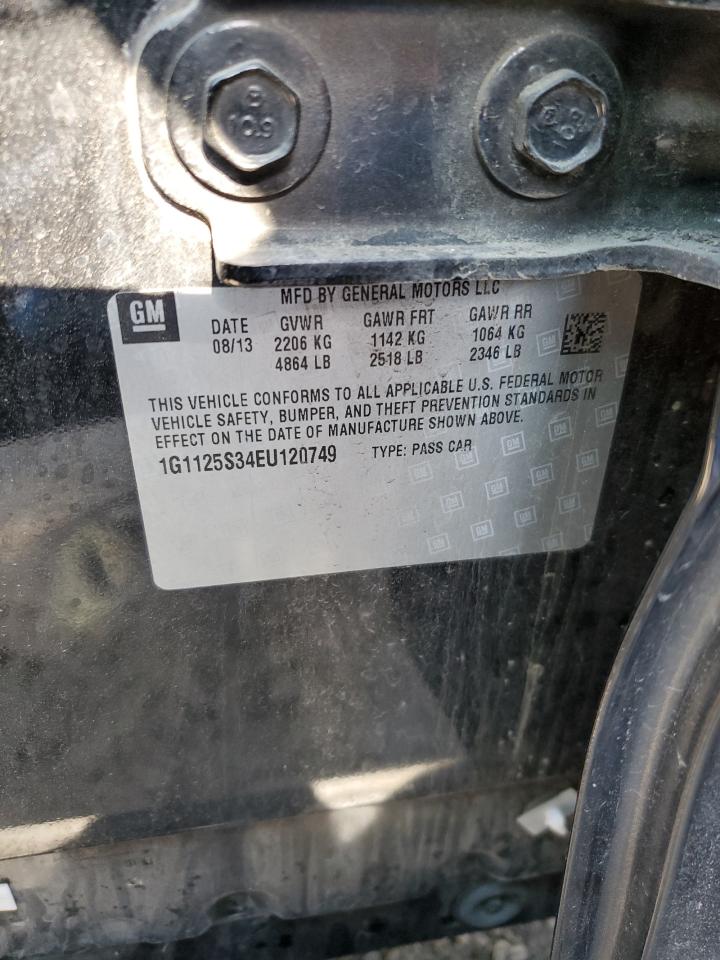 8
10.9
MFD BY GENERAL MOTORS LLC
GM
DATE GVWR GAWR FRT GAWR RR
08/13 2206 KG 1142 KG 1064 KG
4864 LB 2518 LB 2346 LB
THIS VEHICLE CONFORMS TO ALL APPLICABLE U.S. FEDERAL MOTOR
VEHICLE SAFETY, BUMPER, AND THEFT PREVENTION STANDARDS IN
EFFECT ON THE DATE OF MANUFACTURE SHOWN ABOVE.
1G1125S34EU120749 TYPE: PASS CAR